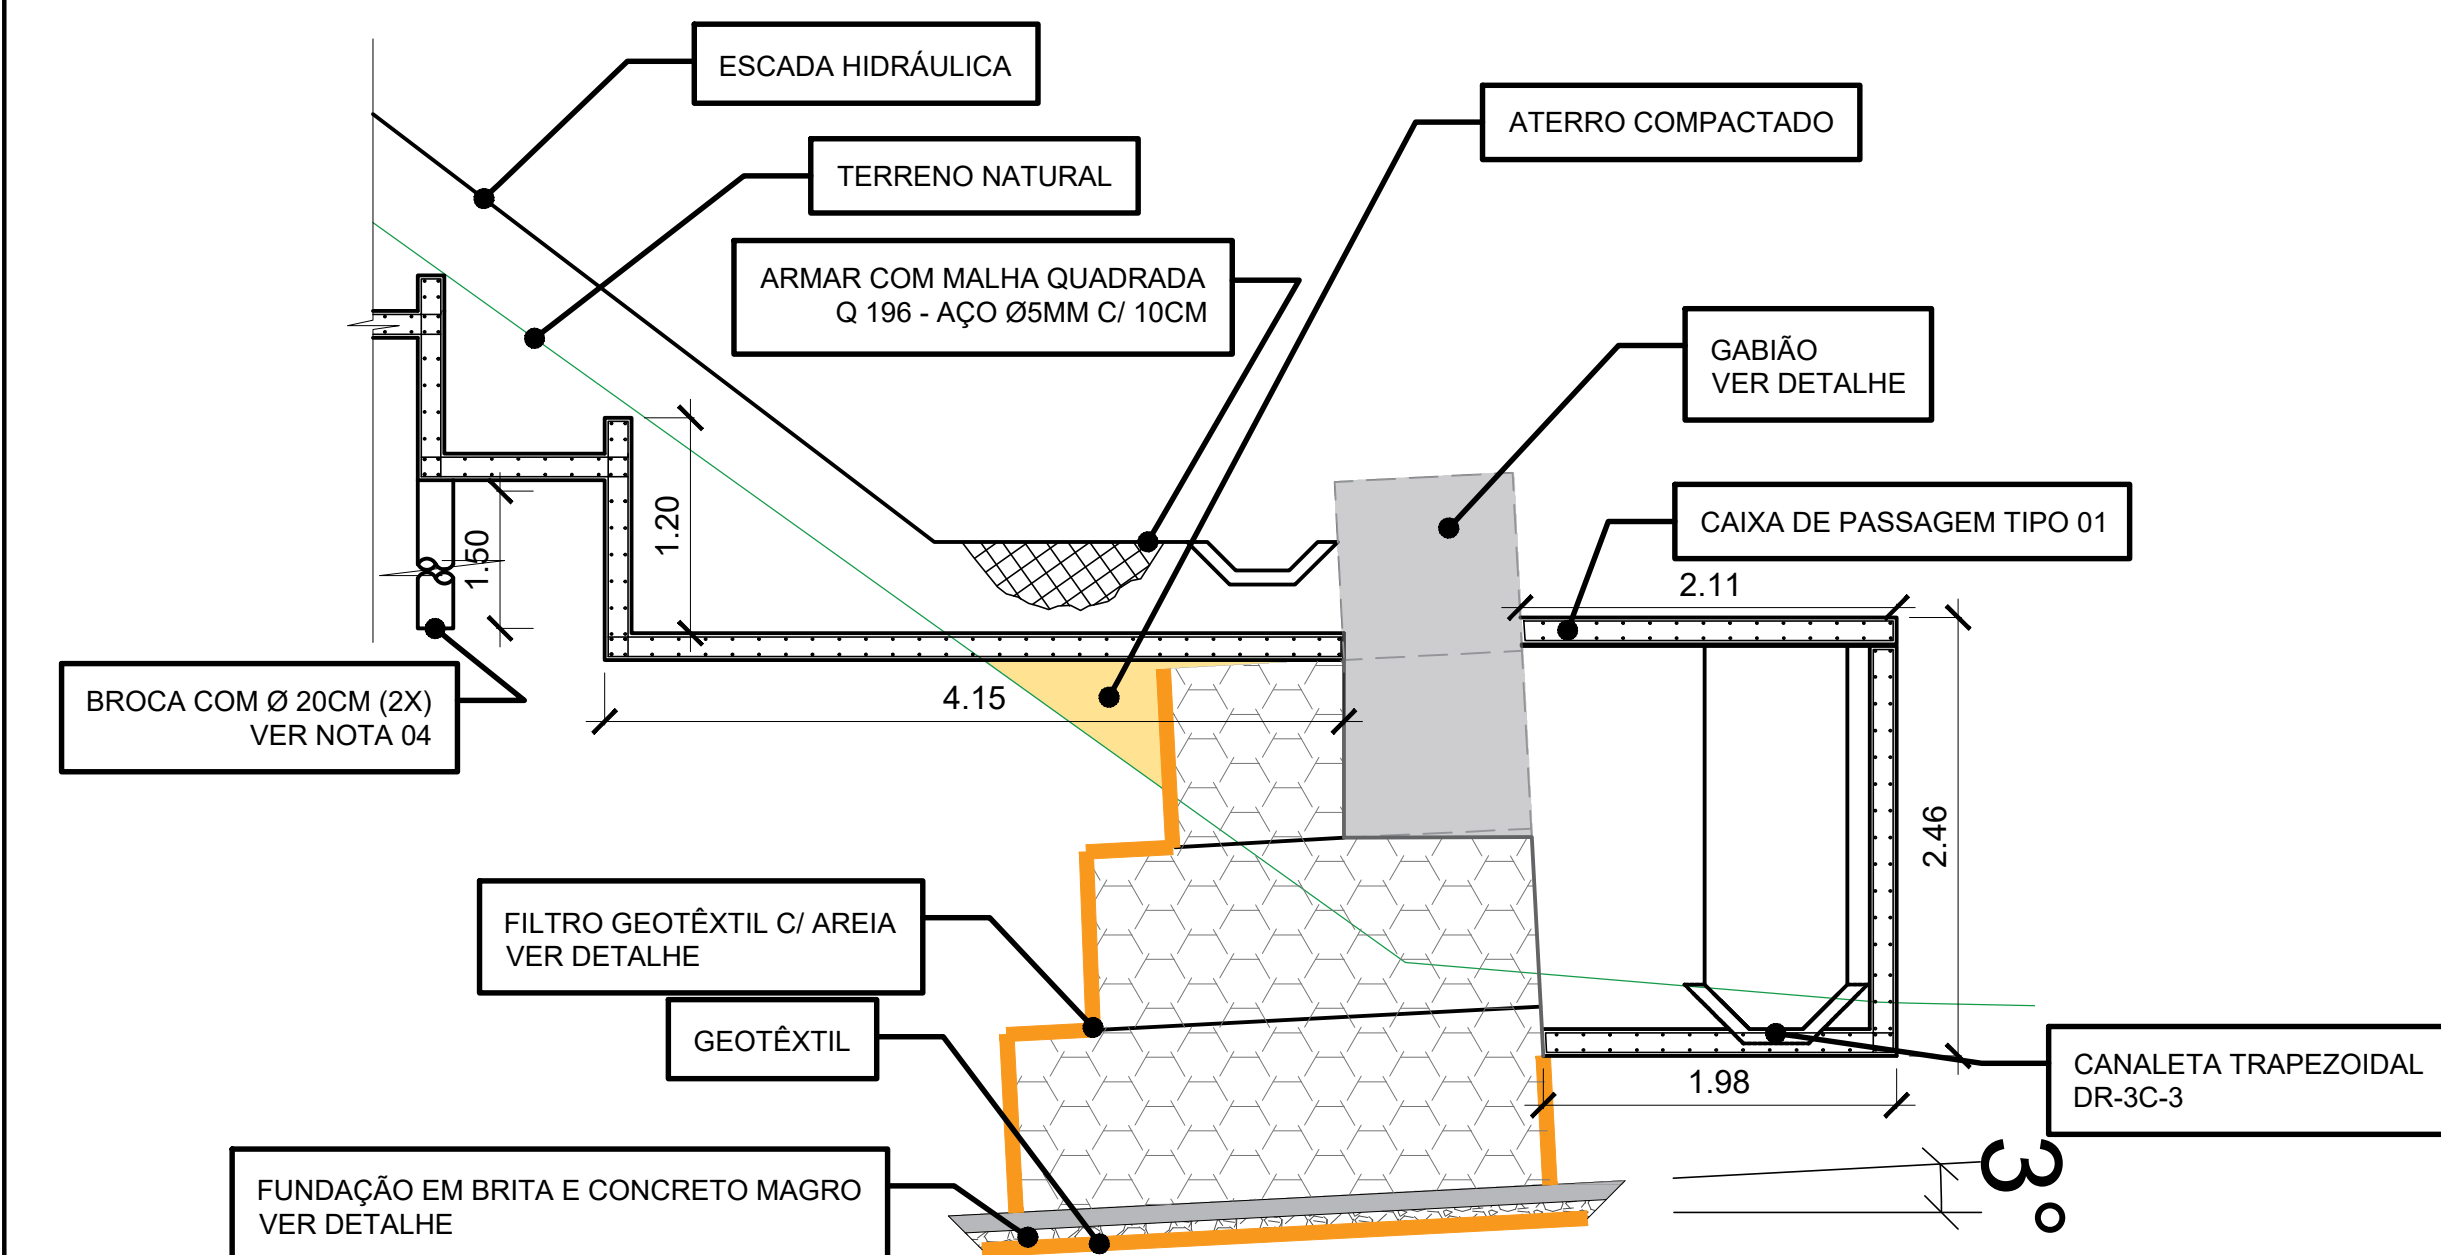 ESCADA HIDRÁULICA
ATERRO COMPACTADO
TERRENO NATURAL
ARMAR COM MALHA QUADRADA
Q 196 - AÇO Ø5MM C/ 10CM
GABIÃO
VER DETALHE
CAIXA DE PASSAGEM TIPO 01
1.20
1.50
2.11
BROCA COM Ø 20CM (2X)
VER NOTA 04
4.15
2.46
FILTRO GEOTÊXTIL C/ AREIA
VER DETALHE
GEOTÊXTIL
1.98
CANALETA TRAPEZOIDAL
DR-3C-3
3°
FUNDAÇÃO EM BRITA E CONCRETO MAGRO
VER DETALHE